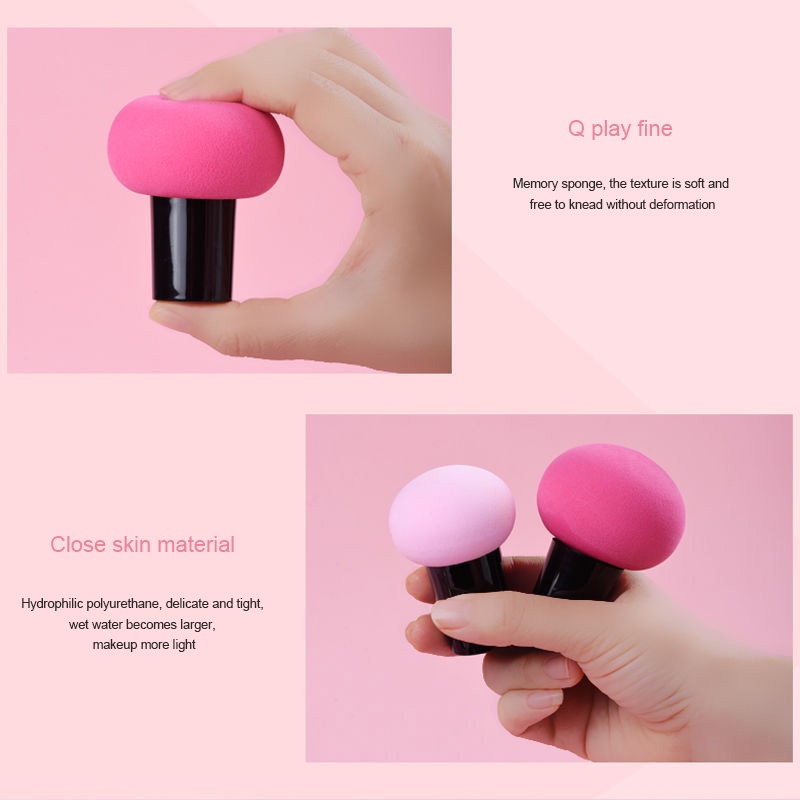 Q play fine
Memory sponge, the texture is soft and
free to knead without deformation
Close skin material
Hydrophilic polyurethane, delicate and tight,
wet water becomes larger,
makeup more light